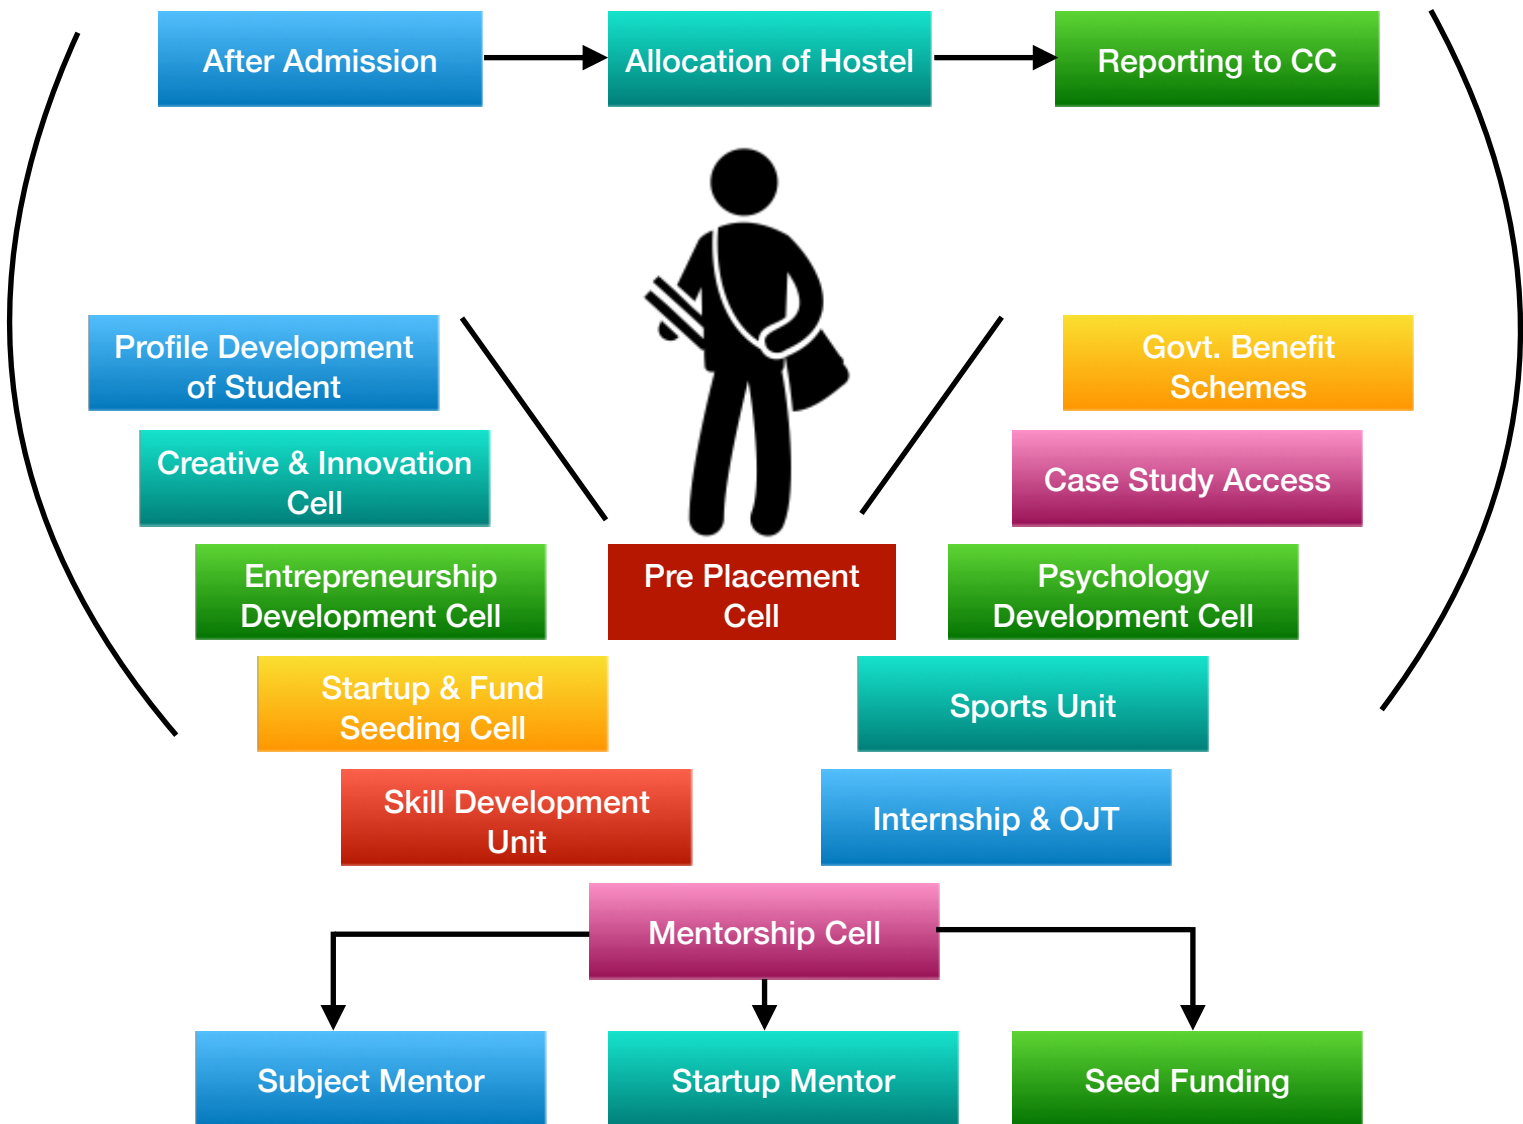 After Admission
Allocation of Hostel
Reporting to CC
Profile Development
of Student
Govt. Benefit
Schemes
Creative & Innovation
Cell
Case Study Access
Entrepreneurship
Development Cell
Pre Placement
Cell
Psychology
Development Cell
Startup & Fund
Seeding Cell
Sports Unit
Skill Development
Unit
Internship & OJT
Mentorship Cell
Subject Mentor
Startup Mentor
Seed Funding